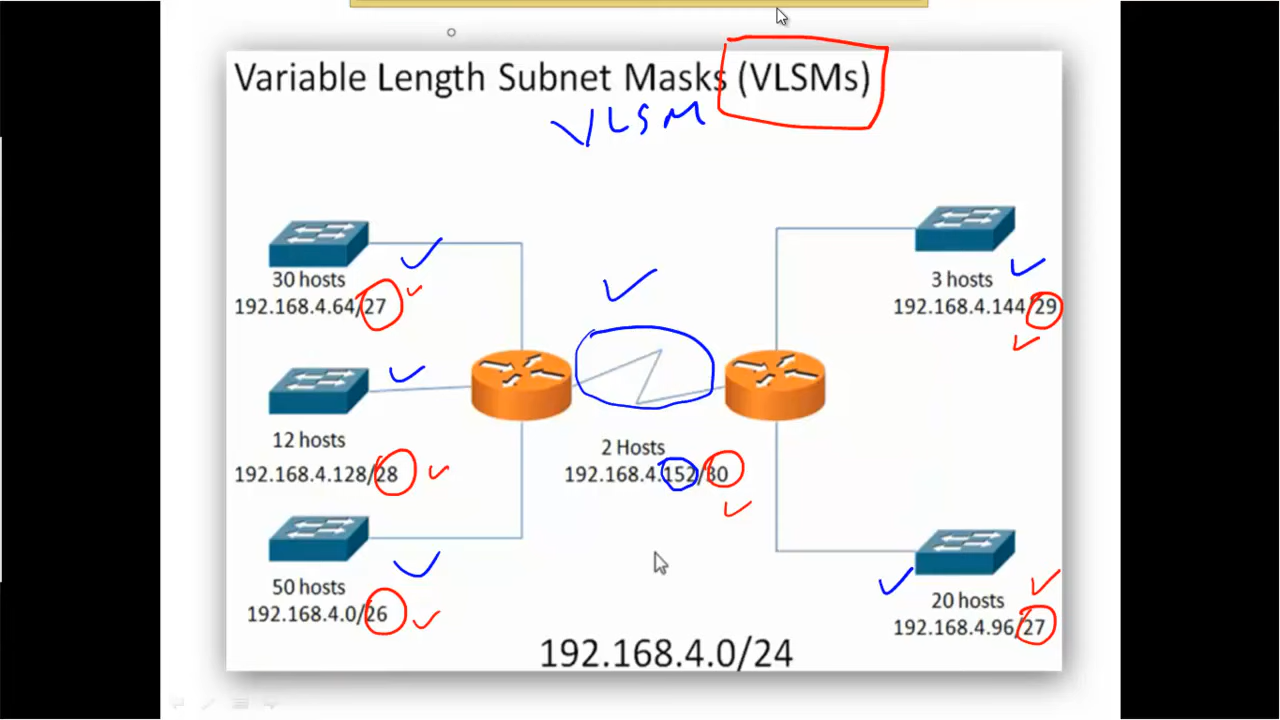 Variable Length Subnet Masks (VLSMs)
VLSM
30 hosts
192.168.4.64/27
3 hosts
192.168.4.144/29
12 hosts
192.168.4.128/28
2 Hosts
192.168.4.152/30
50 hosts
192.168.4.0/26
20 hosts
192.168.4.96/27
192.168.4.0/24